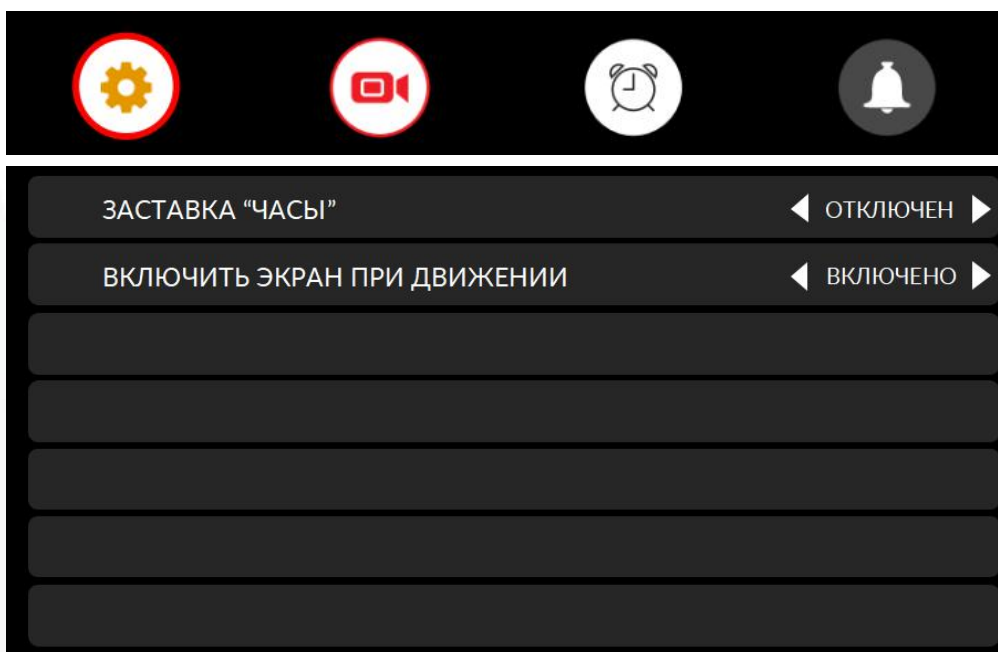 ЗАСТАВКА “ЧАСЫ” ОТКЛЮЧЕН
ВКЛЮЧИТЬ ЭКРАН ПРИ ДВИЖЕНИИ ВКЛЮЧЕНО